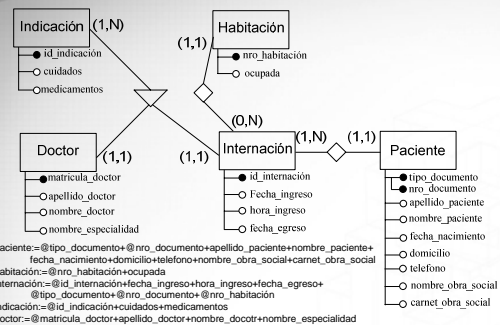 Indicación
id_indicación
cuidados
medicamentos
(1,N)
Habitación
nro_habitación
ocupada
(1,1)
(0,N)
Doctor
matricula_doctor
apellido_doctor
nombre_doctor
nombre_especialidad
(1,1)
(1,1)
Internación
id_internación
Fecha_ingreso
hora_ingreso
fecha_egreso
(1,N)
(1,1)
Paciente
tipo_documento
nro_documento
apellido_paciente
nombre_paciente
fecha_nacimiento
domicilio
telefono
nombre_obra_social
carnet_obra_social
aciente:=@tipo_documento+@nro_documento+apellido_paciente+nombre_paciente+
fecha_nacimiento+domicilio+telefono+nombre_obra_social+carnet_obra_social
abitación:=@nro_habitación+ocupada
nternación:=@id_internación+fecha_ingreso+hora_ingreso+fecha_egreso+
@tipo_documento+@nro_documento+@nro_habitación
ndicación:=@id_indicación+cuidados+medicamentos
octor:=@matricula_doctor+apellido_doctor+nombre_docotr+nombre_especialidad